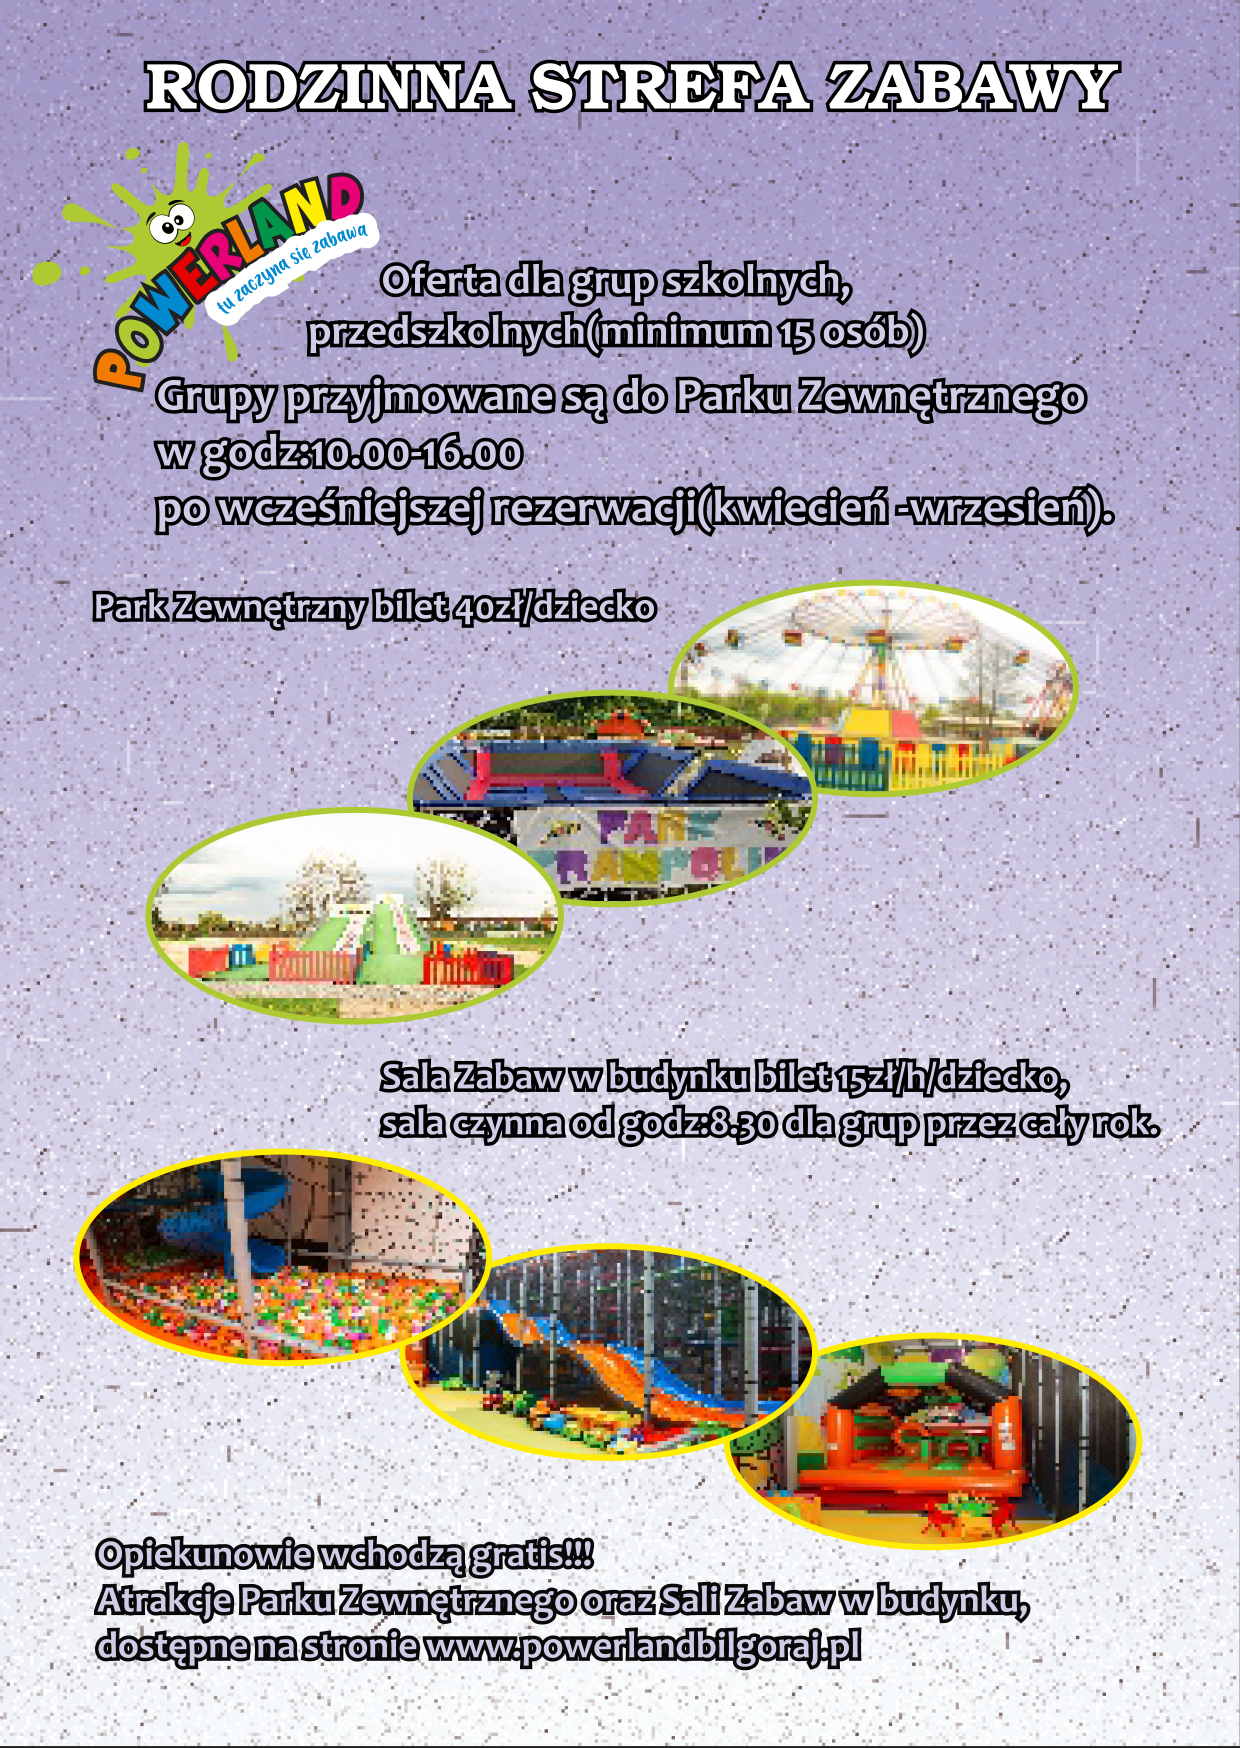 RODZINNA STREFA ZABAWY
POWERLAND
tu zaczyna się zabawa
Oferta dla grup szkolnych,
przedszkolnych(minimum 15 osób)
Grupy przyjmowane są do Parku Zewnętrznego
w godz:10.00-16.00
po wcześniejszej rezerwacji(kwiecień -wrzesień).
Park Zewnętrzny bilet 40zł/dziecko
PARK
TRAMPOLIN
Sala Zabaw w budynku bilet 15zł/h/dziecko,
sala czynna od godz:8.30 dla grup przez cały rok.
Opiekunowie wchodzą gratis!!!
Atrakcje Parku Zewnętrznego oraz Sali Zabaw w budynku,
dostępne na stronie www.powerlandbilgoraj.pl